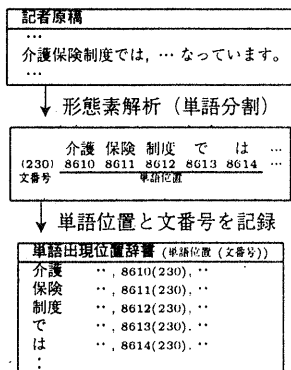 記者原稿
…
介護保険制度では, … なっています。
…
形態素解析（単語分割）
介護 保険 制度 で は …
(230) 8610 8611 8612 8613 8614 …
文番号 単語位置
単語位置と文番号を記録
単語出現位置辞書 (単語位置 (文番号))
介護 ‥, 8610(230), ‥
保険 ‥, 8611(230), ‥
制度 ‥, 8612(230), ‥
で ‥, 8613(230). ‥
は ‥, 8614(230). ‥
: